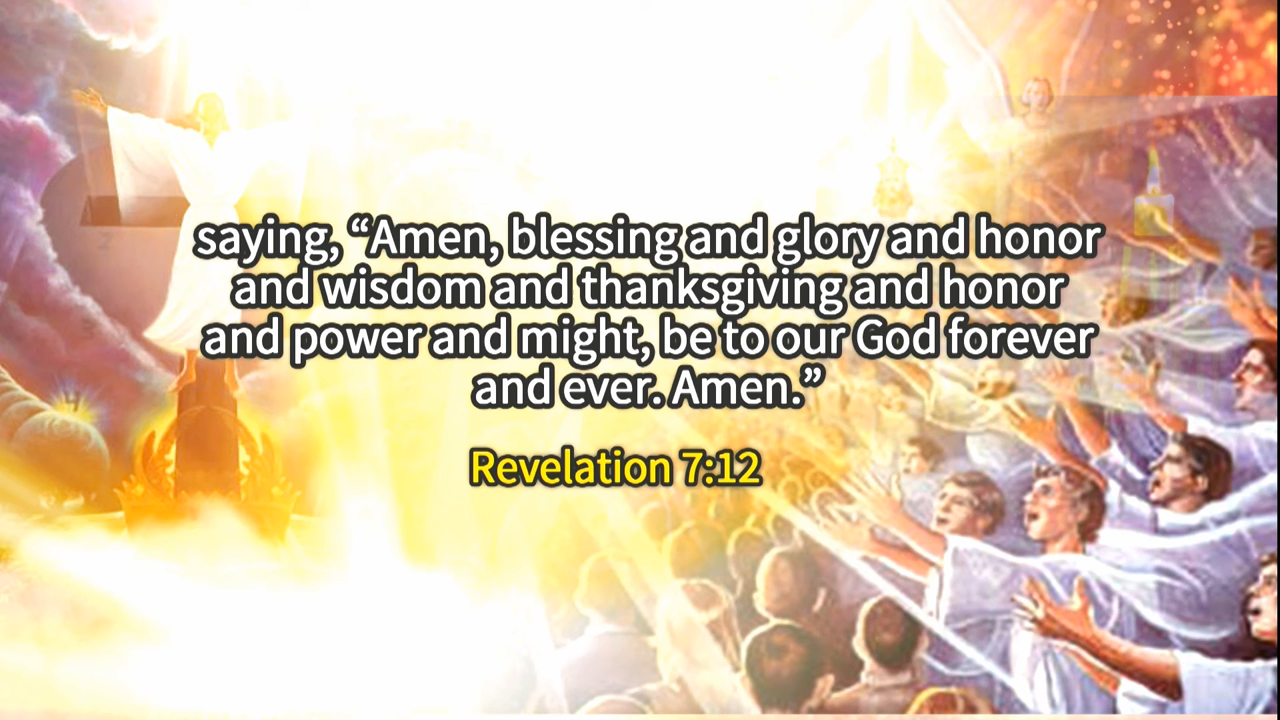 saying, “Amen, blessing and glory and honor
and wisdom and thanksgiving and honor
and power and might, be to our God forever
and ever. Amen.”
Revelation 7:12